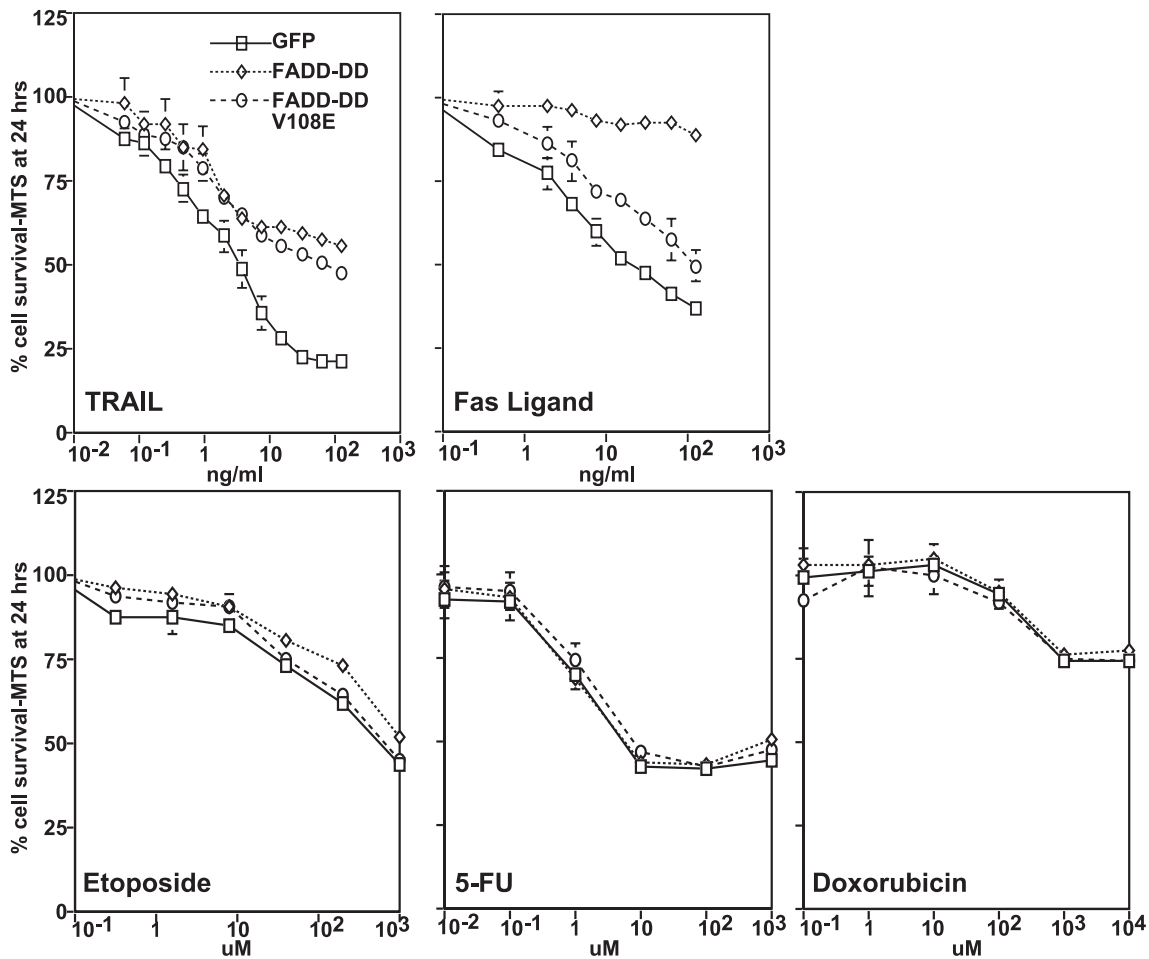 % cell survival-MTS at 24 hrs
125
100
75
50
25
0
GFP
FADD-DD
FADD-DD
V108E
TRAIL
10-2 10-1 1 10 102 103
ng/ml
Fas Ligand
10-1 1 10 102 103
ng/ml
% cell survival-MTS at 24 hrs
125
100
75
50
25
0
Etoposide
10-1 1 10 102 103
uM
5-FU
10-2 10-1 1 10 102 103
uM
Doxorubicin
10-1 1 10 102 103 104
uM